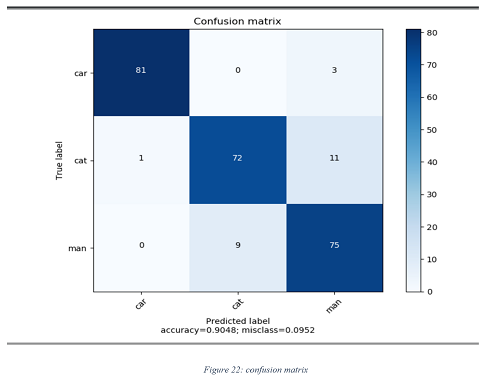 Confusion matrix
car 81 0 3
cat 1 72 11
man 0 9 75
True label
car cat man
Predicted label
accuracy=0.9048; misclass=0.0952
80
70
60
50
40
30
20
10
0
Figure 22: confusion matrix